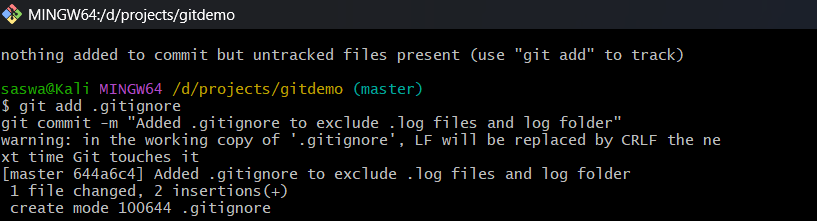 MINGW64:/d/projects/gitdemo
nothing added to commit but untracked files present (use "git add" to track)
saswa@Kali MINGW64 /d/projects/gitdemo (master)
$ git add .gitignore
git commit -m "Added .gitignore to exclude .log files and log folder"
warning: in the working copy of '.gitignore', LF will be replaced by CRLF the ne
xt time Git touches it
[master 644a6c4] Added .gitignore to exclude .log files and log folder
 1 file changed, 2 insertions(+)
 create mode 100644 .gitignore